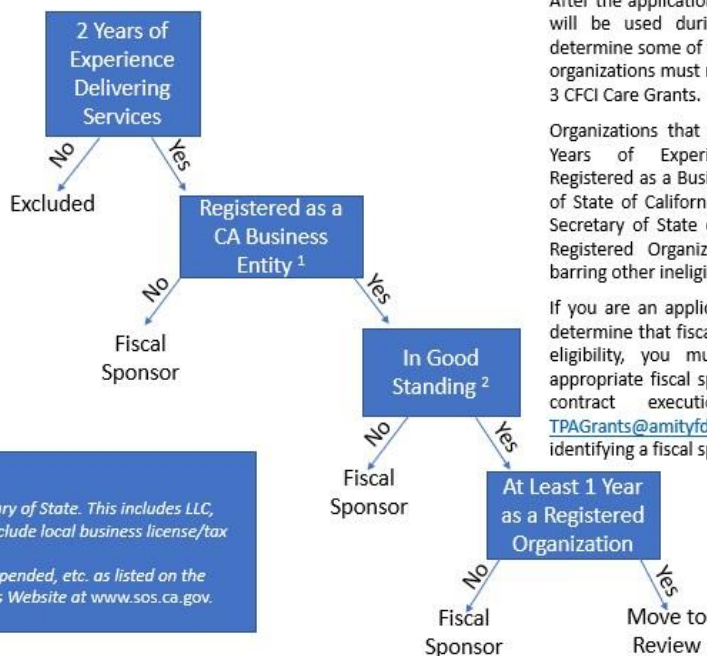 2 Years of
Experience
Delivering
Services
No
Yes
Excluded
Registered as a
CA Business
Entity 1
No
Yes
Fiscal
Sponsor
In Good
Standing 2
No
Yes
Fiscal
Sponsor
At Least 1 Year
as a Registered
Organization
No
Yes
Fiscal
Sponsor
Move to
Review
After the application
will be used duri
determine some of
organizations must
3 CFCI Care Grants.
Organizations that
Years of Experi
Registered as a Busi
of State of Californ
Secretary of State
Registered Organiz
barring other ineligi
If you are an applic
determine that fisca
eligibility, you mu
appropriate fiscal sp
contract executi
TPAGrants@amityfd
identifying a fiscal sp
ry of State. This includes LLC,
clude local business license/tax
pended, etc. as listed on the
s Website at www.sos.ca.gov.